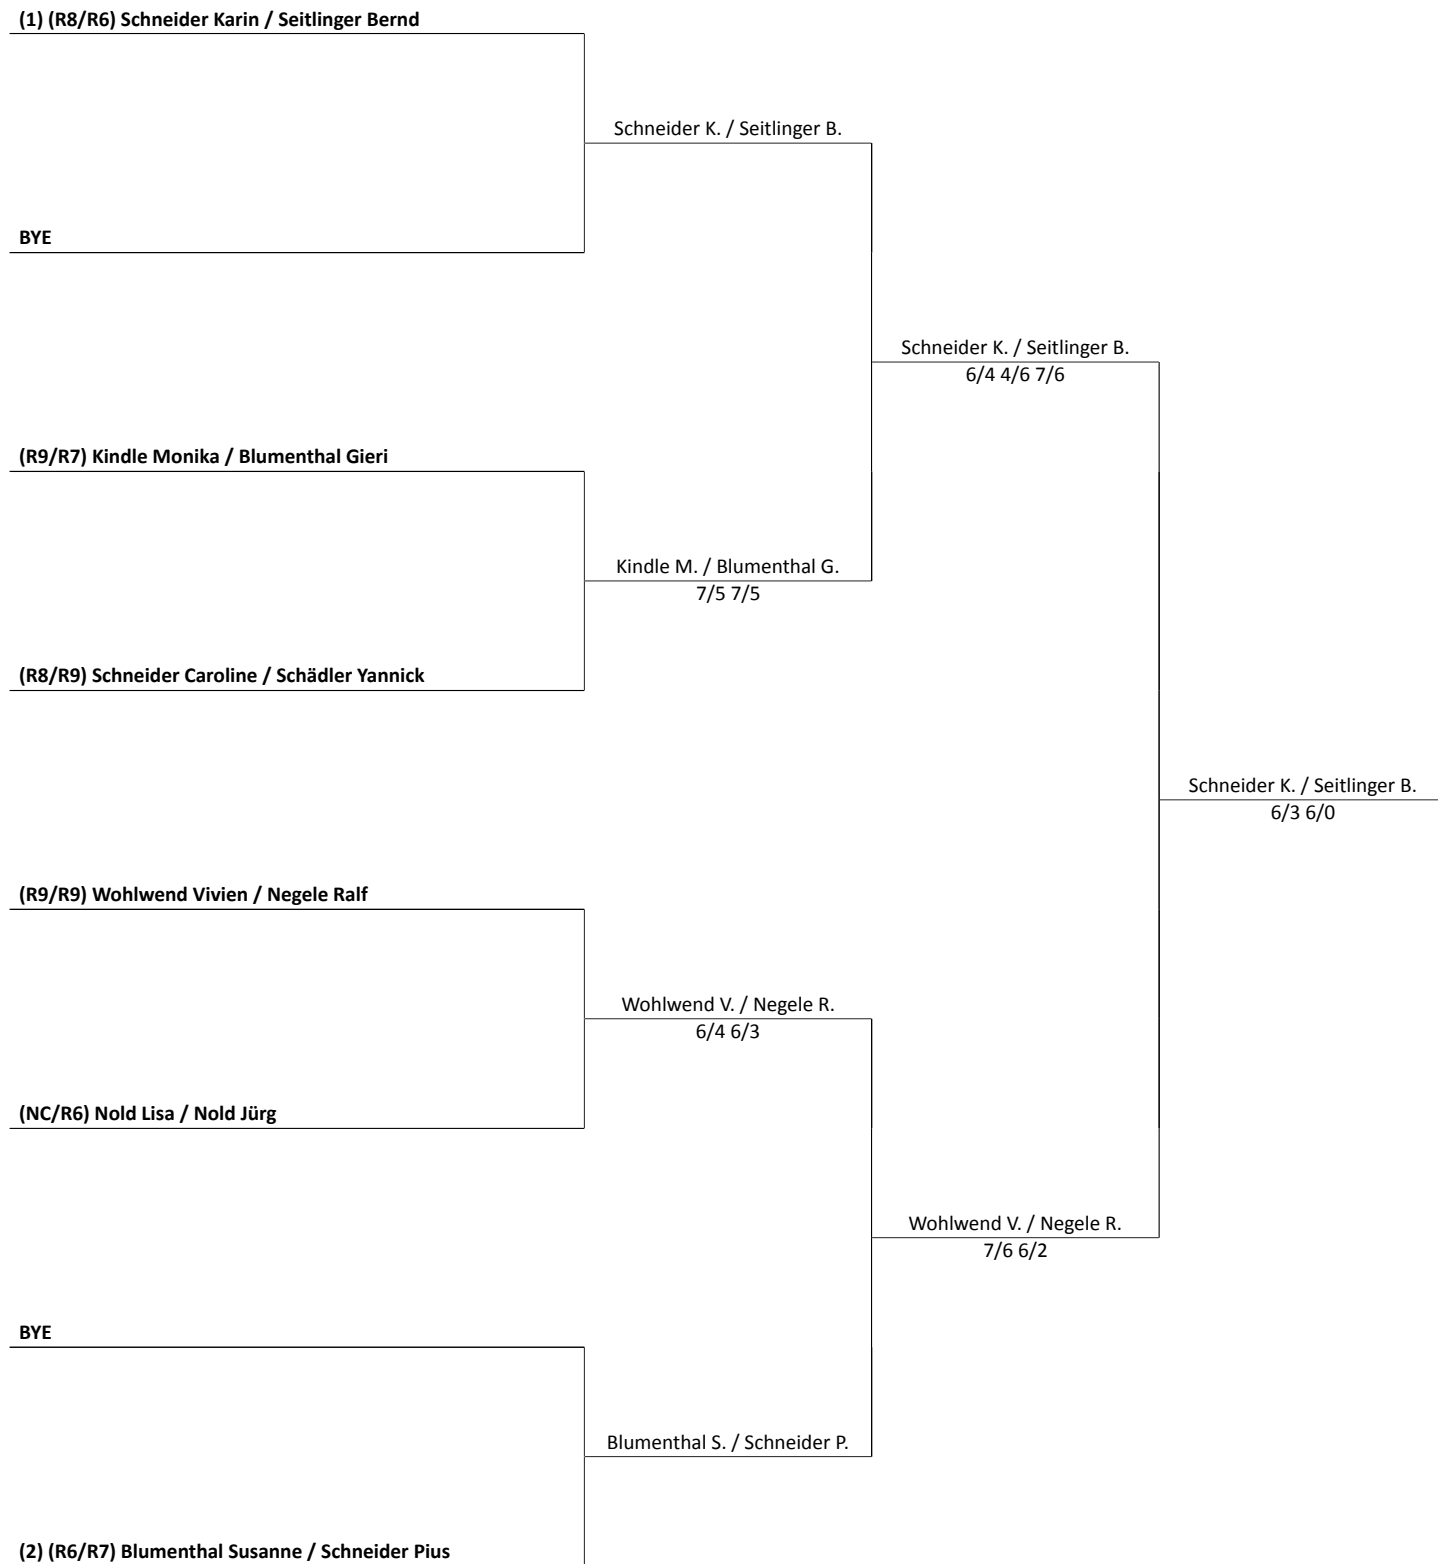 (1) (R8/R6) Schneider Karin / Seitlinger Bernd
Schneider K. / Seitlinger B.
BYE
Schneider K. / Seitlinger B.
6/4 4/6 7/6
(R9/R7) Kindle Monika / Blumenthal Gieri
Kindle M. / Blumenthal G.
7/5 7/5
(R8/R9) Schneider Caroline / Schädler Yannick
Schneider K. / Seitlinger B.
6/3 6/0
(R9/R9) Wohlwend Vivien / Negele Ralf
Wohlwend V. / Negele R.
6/4 6/3
(NC/R6) Nold Lisa / Nold Jürg
Wohlwend V. / Negele R.
7/6 6/2
BYE
Blumenthal S. / Schneider P.
(2) (R6/R7) Blumenthal Susanne / Schneider Pius